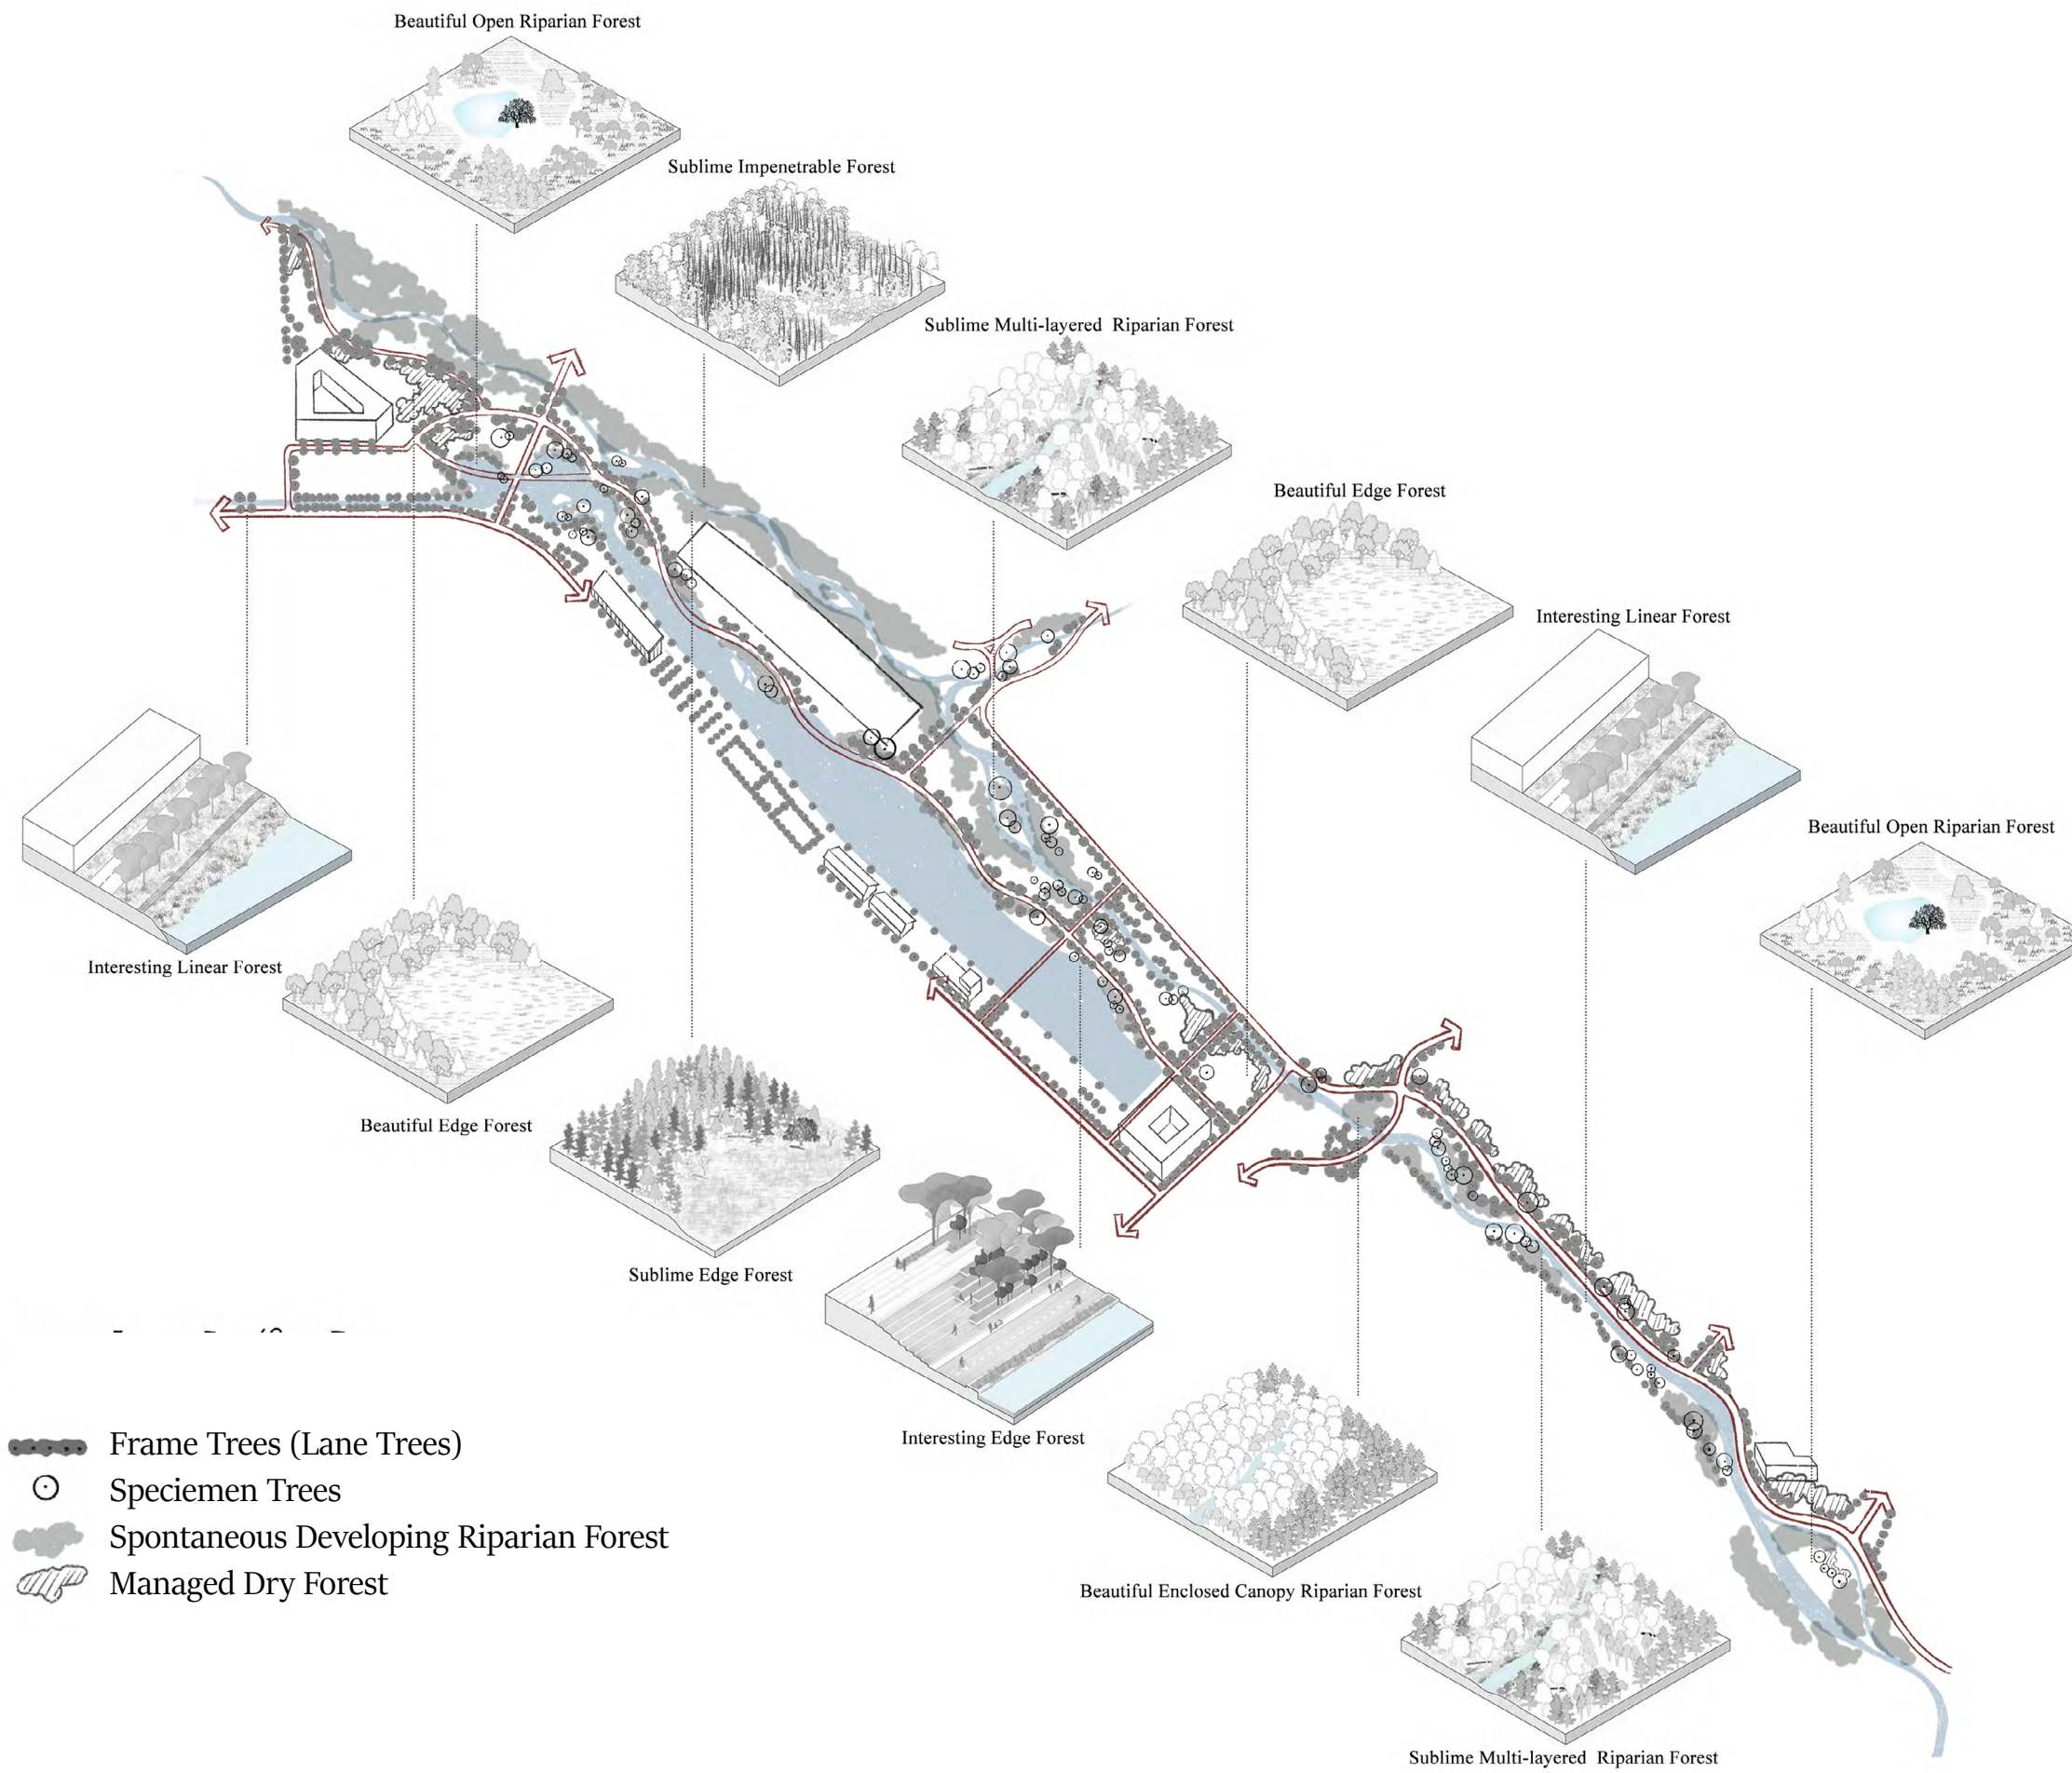 Beautiful Open Riparian Forest
Sublime Impenetrable Forest
Sublime Multi-layered Riparian Forest
Beautiful Edge Forest
Interesting Linear Forest
Beautiful Open Riparian Forest
Interesting Linear Forest
Beautiful Edge Forest
Sublime Edge Forest
Interesting Edge Forest
Beautiful Enclosed Canopy Riparian Forest
Sublime Multi-layered Riparian Forest
Frame Trees (Lane Trees)
Speciemen Trees
Spontaneous Developing Riparian Forest
Managed Dry Forest